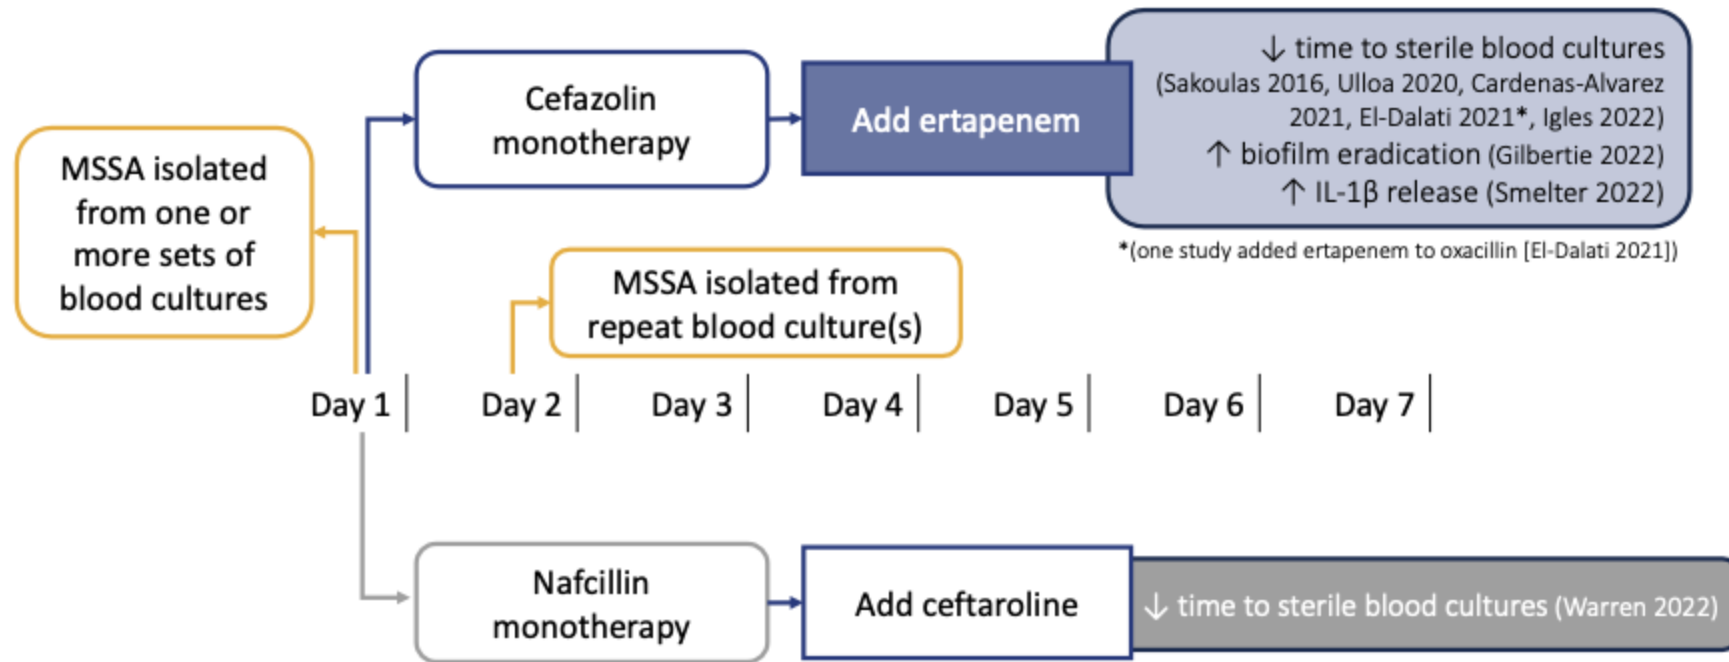 MSSA isolated
from one or
more sets of
blood cultures
Cefazolin
monotherapy
Add ertapenem
↓ time to sterile blood cultures
(Sakoulas 2016, Ulloa 2020, Cardenas-Alvarez
2021, El-Dalati 2021*, Igles 2022)
↑ biofilm eradication (Gilbertie 2022)
↑ IL-1β release (Smelter 2022)
*(one study added ertapenem to oxacillin [El-Dalati 2021])
MSSA isolated from
repeat blood culture(s)
Day 1
Day 2
Day 3
Day 4
Day 5
Day 6
Day 7
Nafcillin
monotherapy
Add ceftaroline
↓ time to sterile blood cultures (Warren 2022)